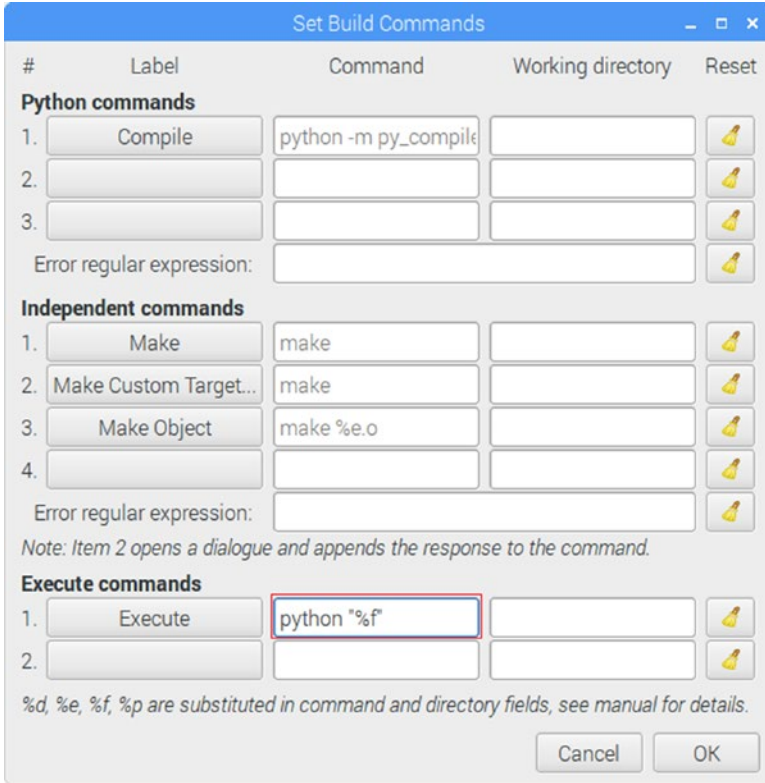 Set Build Commands
# Label Command Working directory Reset
Python commands
1. Compile python -m py_compile
2.
3.
Error regular expression:
Independent commands
1. Make make
2. Make Custom Target... make
3. Make Object make %e.o
4.
Error regular expression:
Note: Item 2 opens a dialogue and appends the response to the command.
Execute commands
1. Execute python "%f"
2.
%d, %e, %f, %p are substituted in command and directory fields, see manual for details.
Cancel OK